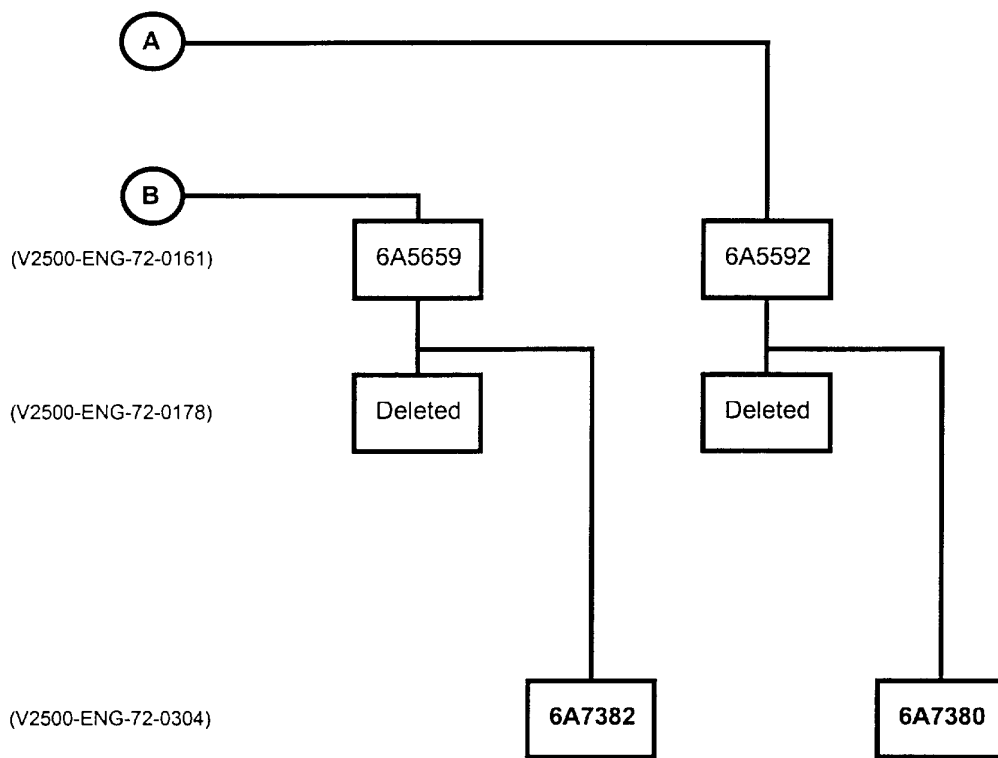 A
B
(V2500-ENG-72-0161) 6A5659 6A5592
(V2500-ENG-72-0178) Deleted Deleted
(V2500-ENG-72-0304) 6A7382 6A7380